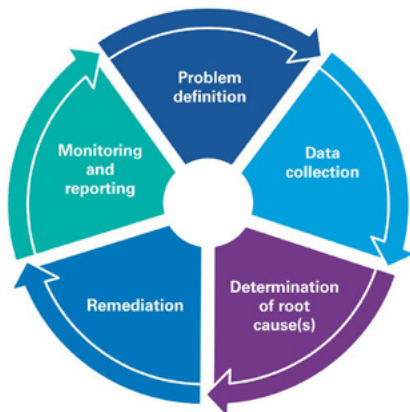 Problem
definition
Data
collection
Determination
of root
cause(s)
Remediation
Monitoring
and
reporting